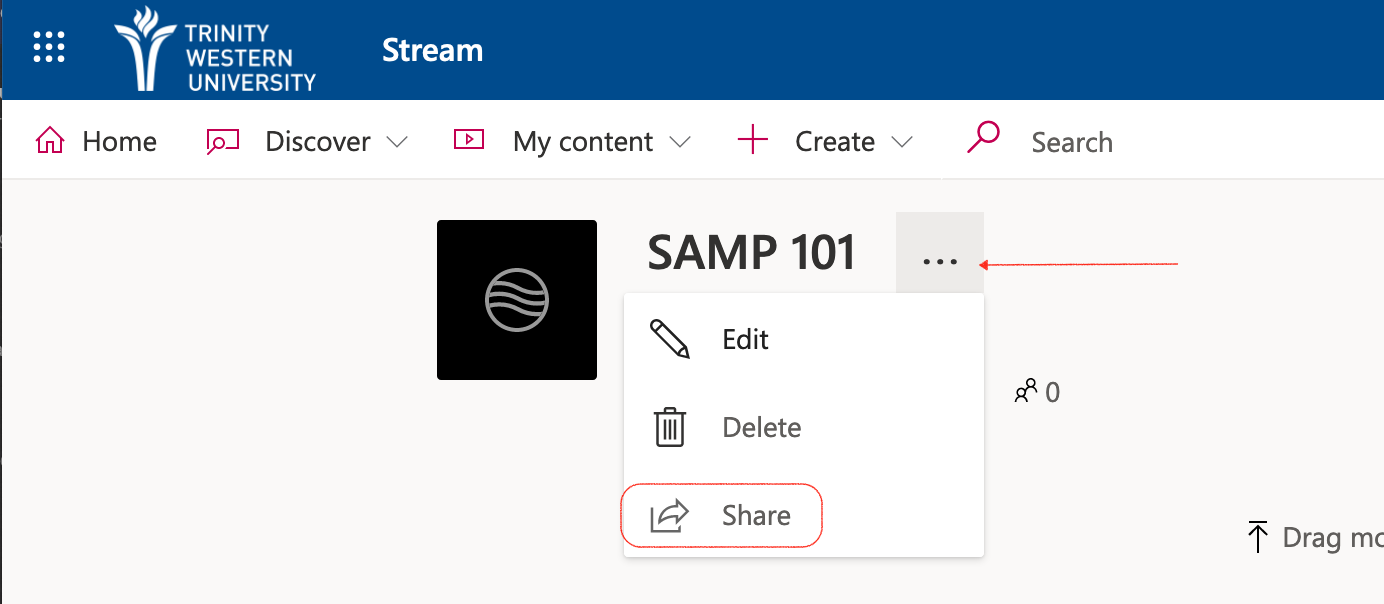 TRINITY
WESTERN
UNIVERSITY
Stream
Home Discover My content Create Search
SAMP 101 ...
Edit
0
Delete
Share
Drag mo